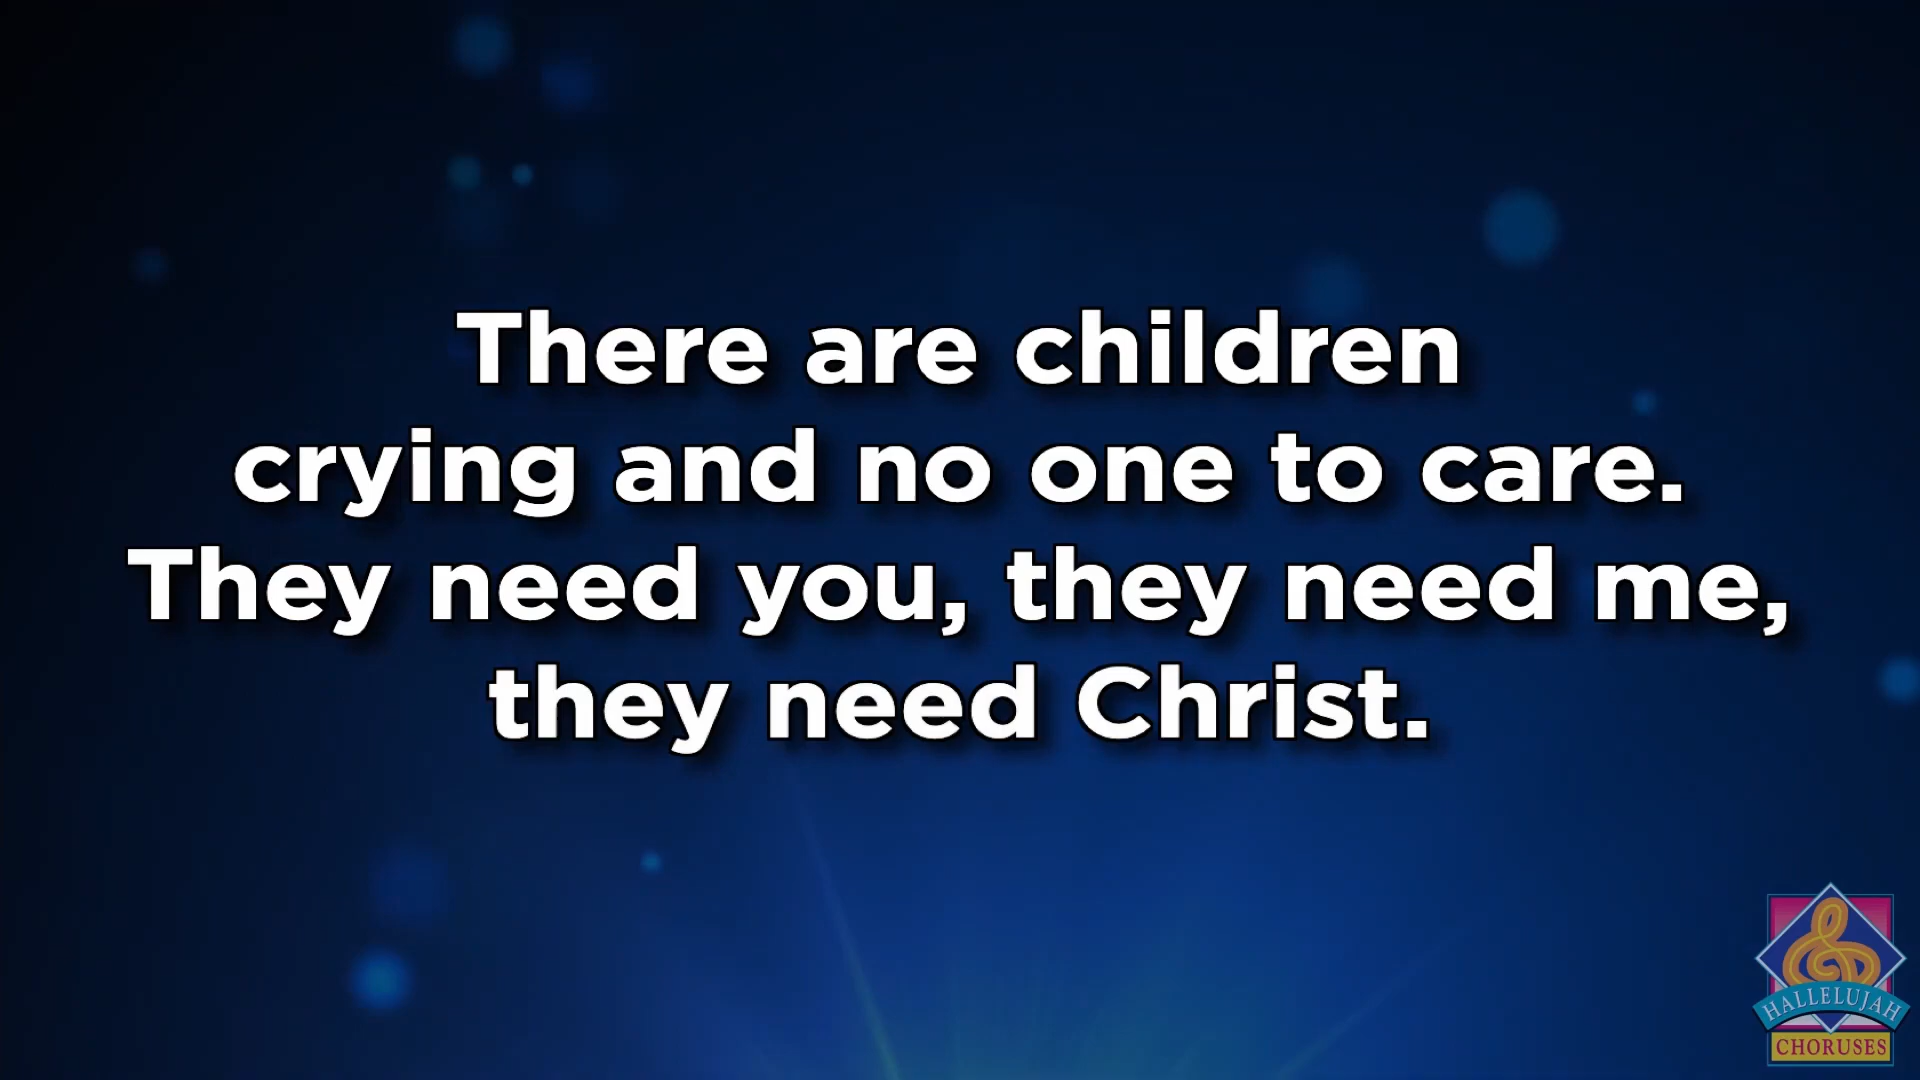 There are children
crying and no one to care.
They need you, they need me,
they need Christ.
HALLELUJAH
CHORUSES